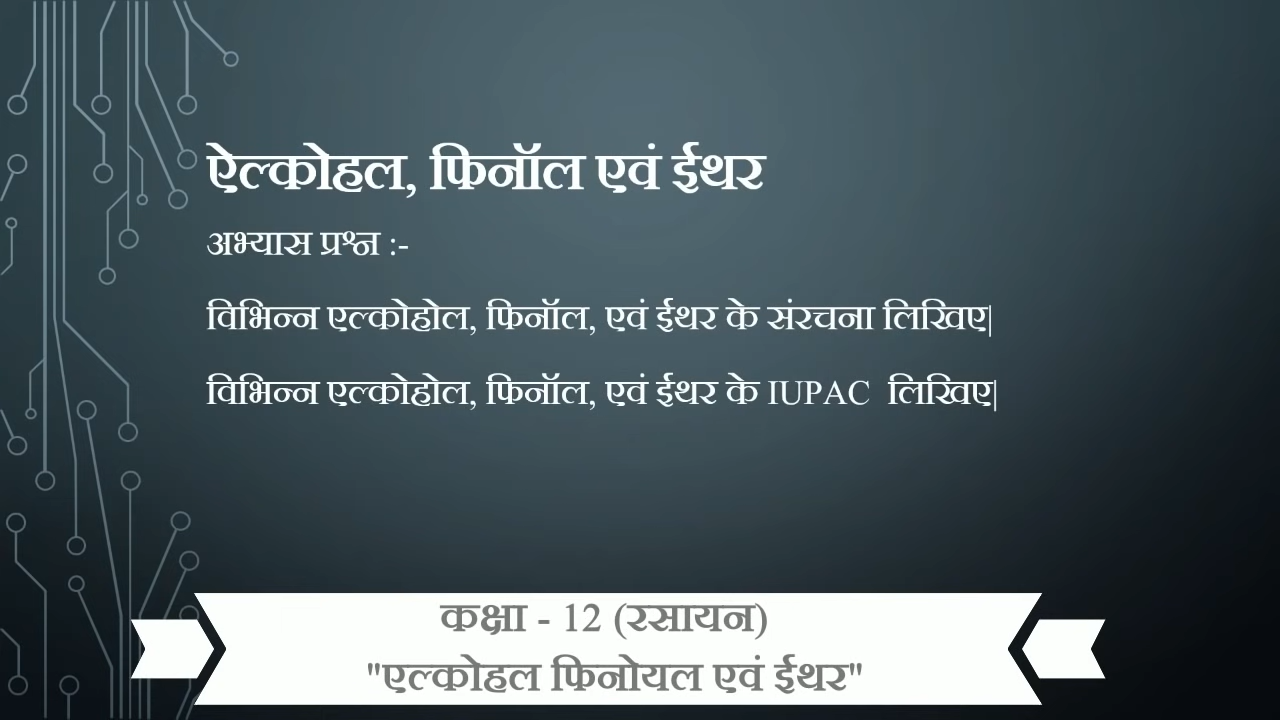 ऐल्कोहल, फिनॉल एवं ईथर
अभ्यास प्रश्न :-
विभिन्न एल्कोहोल, फिनॉल, एवं ईथर के संरचना लिखिए|
विभिन्न एल्कोहोल, फिनॉल, एवं ईथर के IUPAC लिखिए|
कक्षा - 12 (रसायन)
"एल्कोहल फिनोयल एवं ईथर"